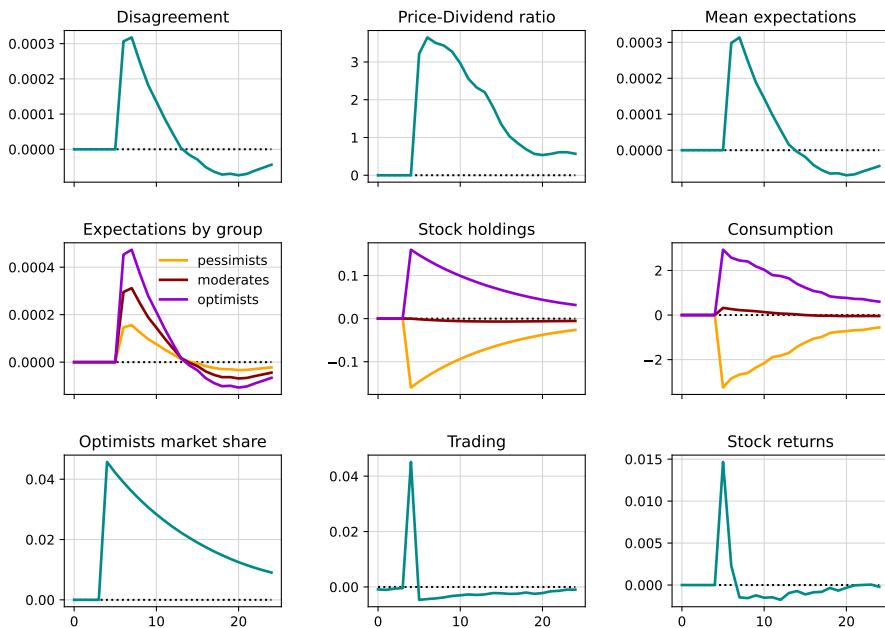 Disagreement
Price-Dividend ratio
Mean expectations
0.0003
0.0002
0.0001
0.0000
3
2
1
0
0.0003
0.0002
0.0001
0.0000
Expectations by group
Stock holdings
Consumption
0.0004
0.0002
0.0000
pessimists
moderates
optimists
0.1
0.0
−0.1
2
0
−2
Optimists market share
Trading
Stock returns
0.04
0.02
0.00
0.04
0.02
0.00
0.015
0.010
0.005
0.000
0 10 20
0 10 20
0 10 20